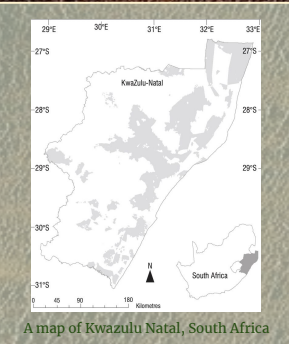 29°E 30°E 31°E 32°E 33°E
27°S 27°S
KwaZulu-Natal
28°S 28°S
29°S 29°S
30°S
N
South Africa
31°S
0 45 90 180
Kilometres
A map of Kwazulu Natal, South Africa